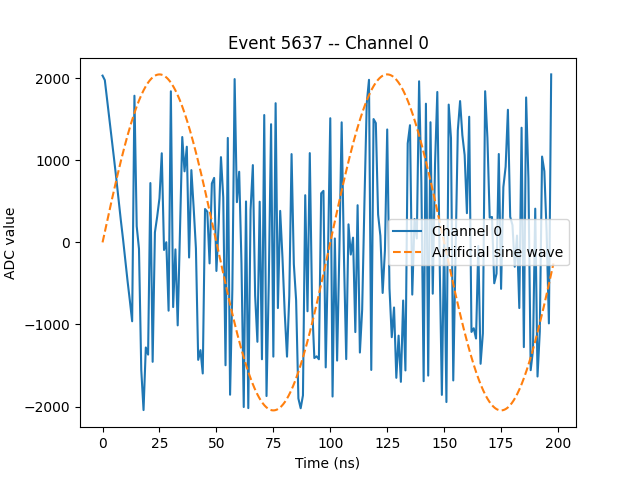 Event 5637 -- Channel 0
ADC value
2000
1000
0
−1000
−2000
Channel 0
Artificial sine wave
0 25 50 75 100 125 150 175 200
Time (ns)